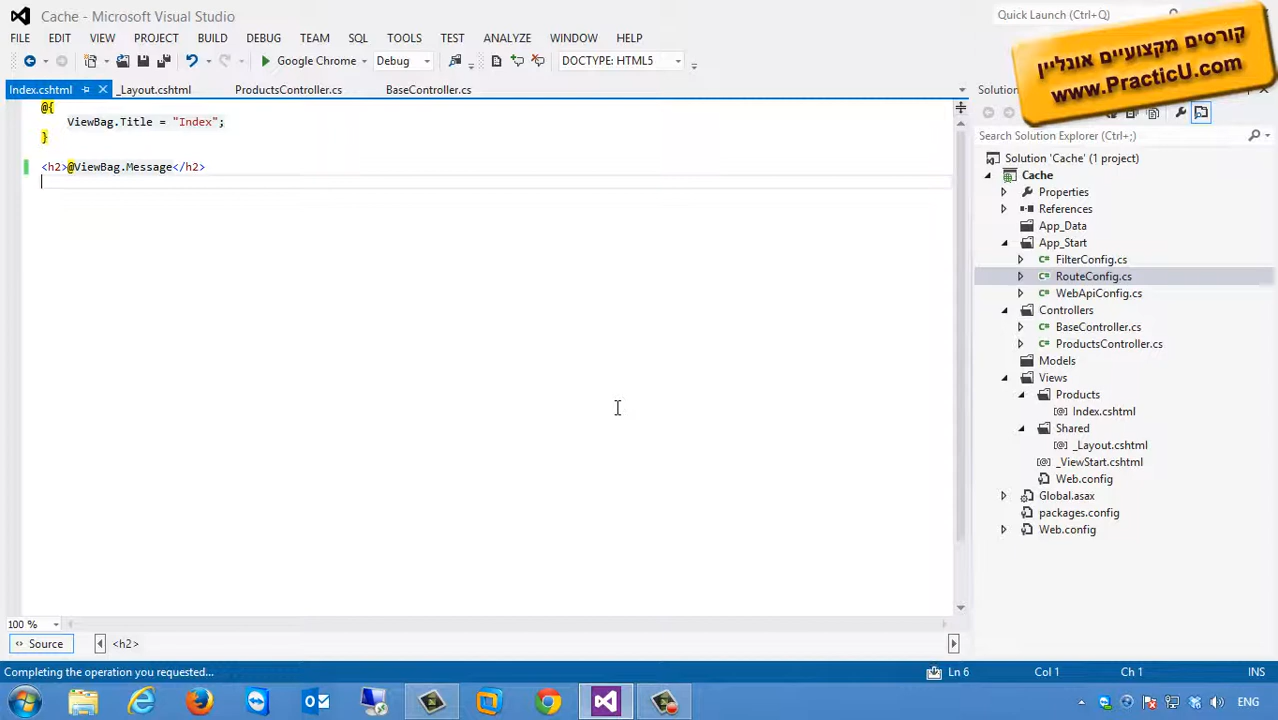 Cache - Microsoft Visual Studio
Quick Launch (Ctrl+Q)
קורסים מקצועיים אונליין
www.PracticU.com
FILE EDIT VIEW PROJECT BUILD DEBUG TEAM SQL TOOLS TEST ANALYZE WINDOW HELP
Google Chrome Debug DOCTYPE: HTML5
Index.cshtml _Layout.cshtml ProductsController.cs BaseController.cs
@{
ViewBag.Title = "Index";
}
<h2>@ViewBag.Message</h2>
Search Solution Explorer (Ctrl+;)
Solution 'Cache' (1 project)
Cache
Properties
References
App_Data
App_Start
FilterConfig.cs
RouteConfig.cs
WebApiConfig.cs
Controllers
BaseController.cs
ProductsController.cs
Models
Views
Products
Index.cshtml
Shared
_Layout.cshtml
_ViewStart.cshtml
Web.config
Global.asax
packages.config
Web.config
100 %
Source <h2>
Completing the operation you requested... Ln 6 Col 1 Ch 1 INS
ENG